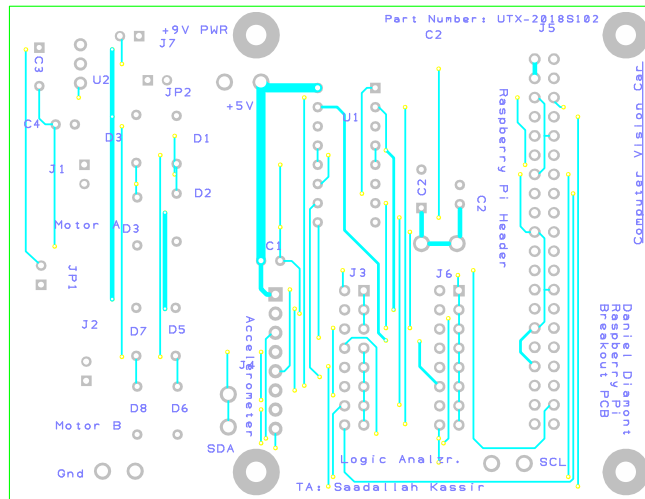 Part Number: UTX-2018S102
+9V PWR
J7
C2
J5
C3
U2
JP2
+5V
U1
C4
D3
D1
J1
D2
C2
C2
Raspbarry Pi Header
Computer Vision Car
Motor A
D3
C1
JP1
J3
J6
J2
D7
D5
Accelerometer
D8
D6
Motor B
SDA
Logic Analzr.
SCL
Gnd
TA: Saadallah Kassir
Daniel Diamont
Raspberry Pi
Breakout PCB